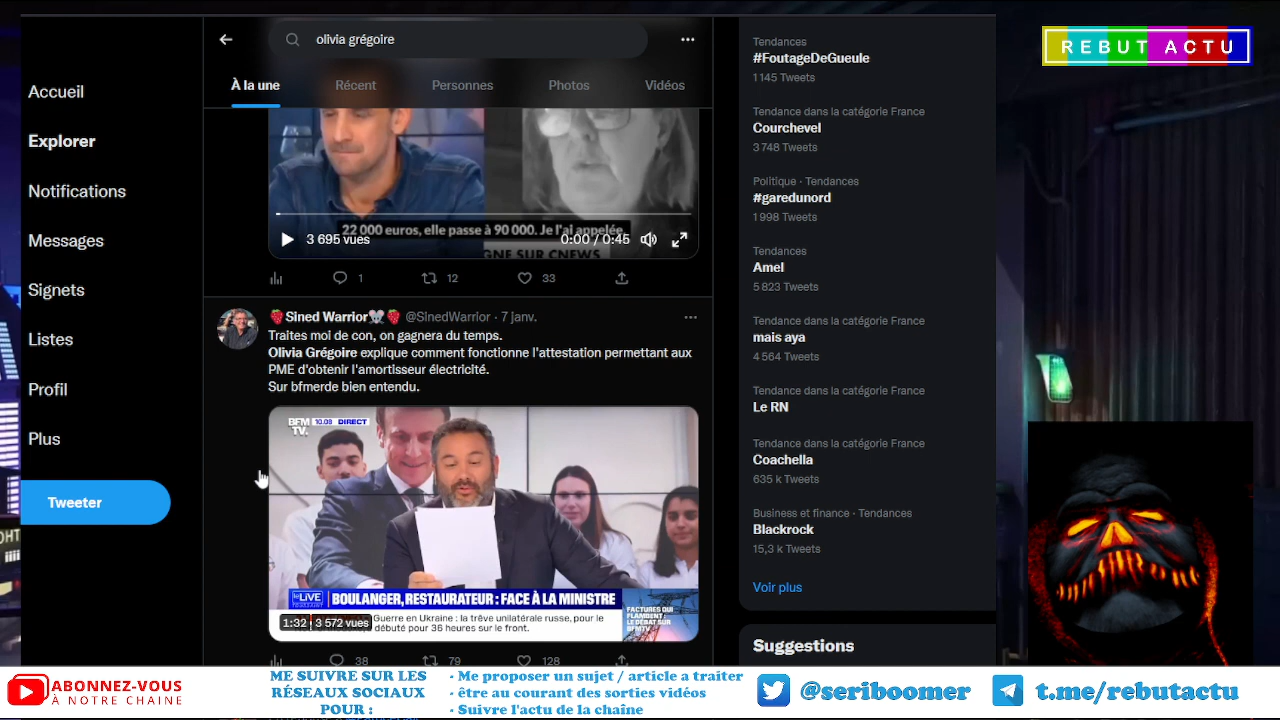 olivia grégoire
À la une
Récent
Personnes
Photos
Vidéos
Accueil
Explorer
Notifications
Messages
Signets
Listes
Profil
Plus
Tweeter
22 000 euros, elle passe à 90 000. Je l'ai appelée
3 695 vues
0:00 / 0:45
GNE SUR CNEWS
1
12
33
Sined Warrior @SinedWarrior · 7 janv.
Traites moi de con, on gagnera du temps.
Olivia Grégoire explique comment fonctionne l'attestation permettant aux
PME d'obtenir l'amortisseur électricité.
Sur bfmerde bien entendu.
BFM
TV.
10.08 DIRECT
LIVE
BOULANGER, RESTAURATEUR : FACE À LA MINISTRE
1:32 | 3 572 vues
Guerre en Ukraine : la trêve unilatérale russe, pour le
débuté pour 36 heures sur le front.
FACTURES QUI
FLAMBENT :
LE DÉBAT SUR
BFMTV
38
79
128
Tendances
#FoutageDeGueule
1 145 Tweets
Tendance dans la catégorie France
Courchevel
3 748 Tweets
Politique · Tendances
#garedunord
1 998 Tweets
Tendances
Amel
5 823 Tweets
Tendance dans la catégorie France
mais aya
4 564 Tweets
Tendance dans la catégorie France
Le RN
Tendance dans la catégorie France
Coachella
635 k Tweets
Business et finance · Tendances
Blackrock
15,3 k Tweets
Voir plus
Suggestions
REBUT ACTU
ABONNEZ-VOUS
À NOTRE CHAINE
ME SUIVRE SUR LES
RÉSEAUX SOCIAUX
POUR :
- Me proposer un sujet / article a traiter
- être au courant des sorties vidéos
- Suivre l'actu de la chaîne
@seriboomer
t.me/rebutactu